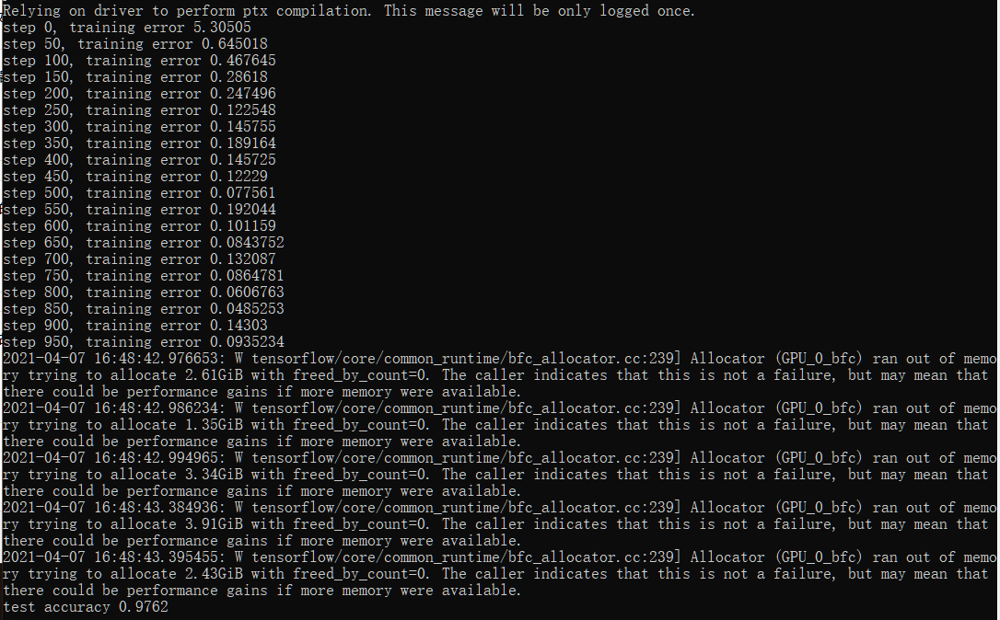 Relying on driver to perform ptx compilation. This message will be only logged once.
step 0, training error 5.30505
step 50, training error 0.645018
step 100, training error 0.467645
step 150, training error 0.28618
step 200, training error 0.247496
step 250, training error 0.122548
step 300, training error 0.145755
step 350, training error 0.189164
step 400, training error 0.145725
step 450, training error 0.12229
step 500, training error 0.077561
step 550, training error 0.192044
step 600, training error 0.101159
step 650, training error 0.0843752
step 700, training error 0.132087
step 750, training error 0.0864781
step 800, training error 0.0606763
step 850, training error 0.0485253
step 900, training error 0.14303
step 950, training error 0.0935234
2021-04-07 16:48:42.976653: W tensorflow/core/common_runtime/bfc_allocator.cc:239] Allocator (GPU_0_bfc) ran out of memo
ry trying to allocate 2.61GiB with freed_by_count=0. The caller indicates that this is not a failure, but may mean that
there could be performance gains if more memory were available.
2021-04-07 16:48:42.986234: W tensorflow/core/common_runtime/bfc_allocator.cc:239] Allocator (GPU_0_bfc) ran out of memo
ry trying to allocate 1.35GiB with freed_by_count=0. The caller indicates that this is not a failure, but may mean that
there could be performance gains if more memory were available.
2021-04-07 16:48:42.994965: W tensorflow/core/common_runtime/bfc_allocator.cc:239] Allocator (GPU_0_bfc) ran out of memo
ry trying to allocate 3.34GiB with freed_by_count=0. The caller indicates that this is not a failure, but may mean that
there could be performance gains if more memory were available.
2021-04-07 16:48:43.384936: W tensorflow/core/common_runtime/bfc_allocator.cc:239] Allocator (GPU_0_bfc) ran out of memo
ry trying to allocate 3.91GiB with freed_by_count=0. The caller indicates that this is not a failure, but may mean that
there could be performance gains if more memory were available.
2021-04-07 16:48:43.395455: W tensorflow/core/common_runtime/bfc_allocator.cc:239] Allocator (GPU_0_bfc) ran out of memo
ry trying to allocate 2.43GiB with freed_by_count=0. The caller indicates that this is not a failure, but may mean that
there could be performance gains if more memory were available.
test accuracy 0.9762